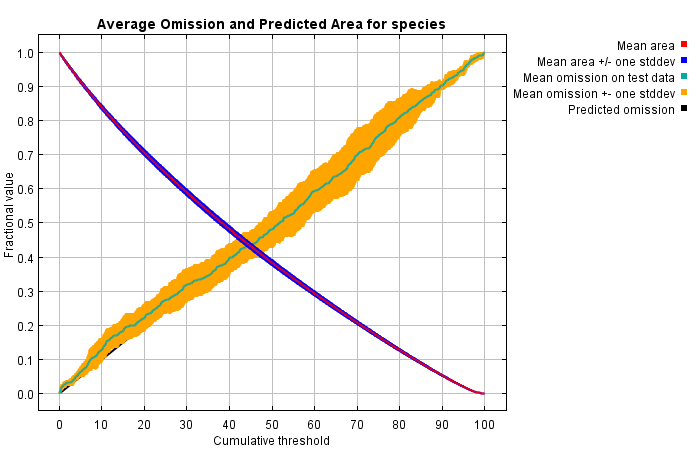 Average Omission and Predicted Area for species
Mean area
Mean area +/- one stddev
Mean omission on test data
Mean omission +- one stddev
Predicted omission
Fractional value
1.0
0.9
0.8
0.7
0.6
0.5
0.4
0.3
0.2
0.1
0.0
0 10 20 30 40 50 60 70 80 90 100
Cumulative threshold